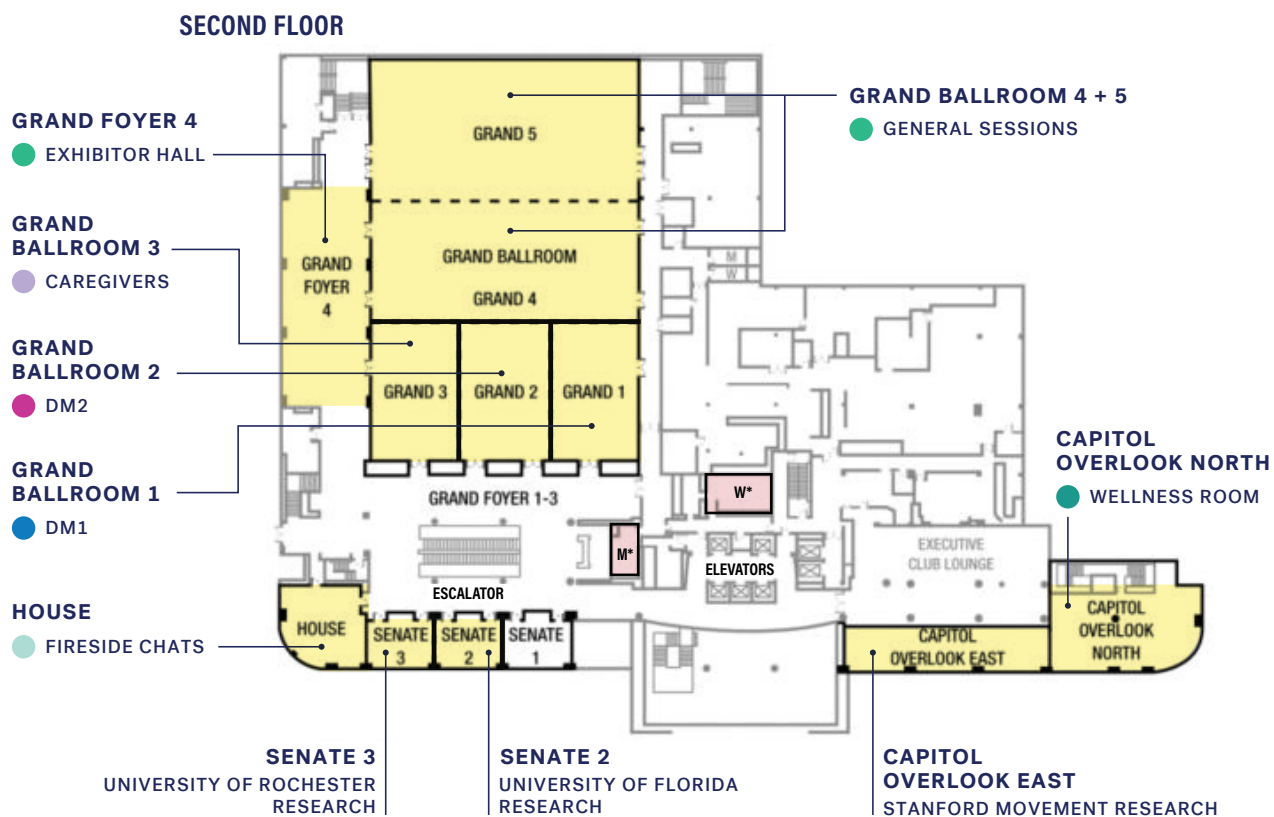 SECOND FLOOR
GRAND FOYER 4
EXHIBITOR HALL
GRAND
BALLROOM 3
CAREGIVERS
GRAND
BALLROOM 2
DM2
GRAND
BALLROOM 1
DM1
HOUSE
FIRESIDE CHATS
GRAND BALLROOM 4 + 5
GENERAL SESSIONS
CAPITOL
OVERLOOK NORTH
WELLNESS ROOM
GRAND 5
GRAND BALLROOM
GRAND 4
GRAND
FOYER
4
GRAND 3
GRAND 2
GRAND 1
M
W
GRAND FOYER 1-3
W*
M*
ELEVATORS
ESCALATOR
EXECUTIVE
CLUB LOUNGE
HOUSE
SENATE
3
SENATE
2
SENATE
1
CAPITOL
OVERLOOK EAST
CAPITOL
OVERLOOK
NORTH
SENATE 3
UNIVERSITY OF ROCHESTER
RESEARCH
SENATE 2
UNIVERSITY OF FLORIDA
RESEARCH
CAPITOL
OVERLOOK EAST
STANFORD MOVEMENT RESEARCH